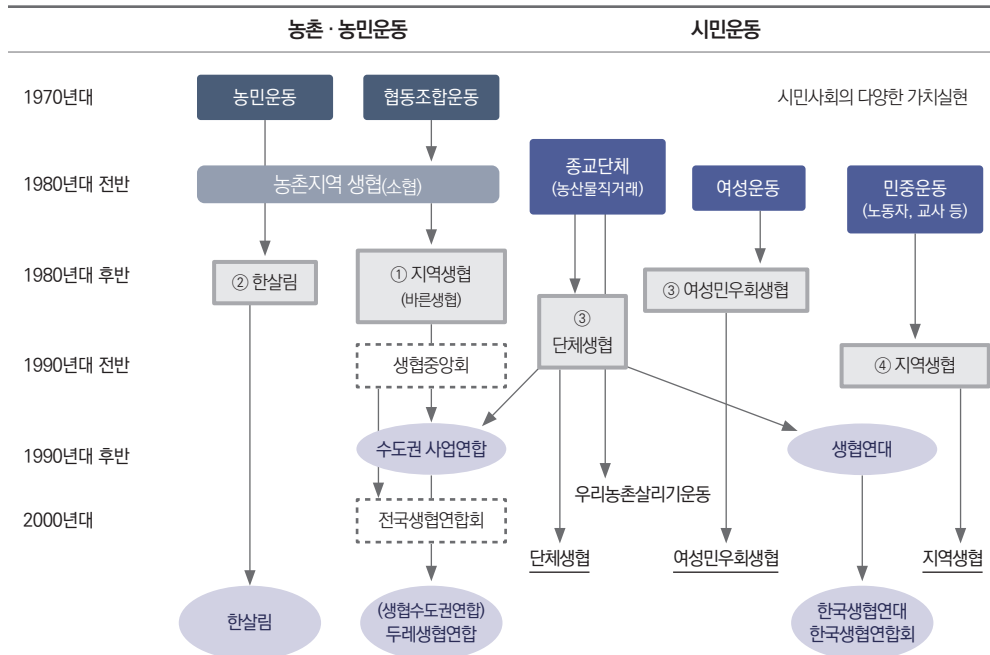 농촌 · 농민운동
시민운동
1970년대
농민운동
협동조합운동
시민사회의 다양한 가치실현
1980년대 전반
농촌지역 생협(소협)
종교단체
(농산물직거래)
여성운동
민중운동
(노동자, 교사 등)
1980년대 후반
② 한살림
① 지역생협
(바른생협)
③
단체생협
③ 여성민우회생협
1990년대 전반
생협중앙회
④ 지역생협
1990년대 후반
수도권 사업연합
생협연대
우리농촌살리기운동
2000년대
전국생협연합회
단체생협
여성민우회생협
지역생협
한살림
(생협수도권연합)
두레생협연합
한국생협연대
한국생협연합회